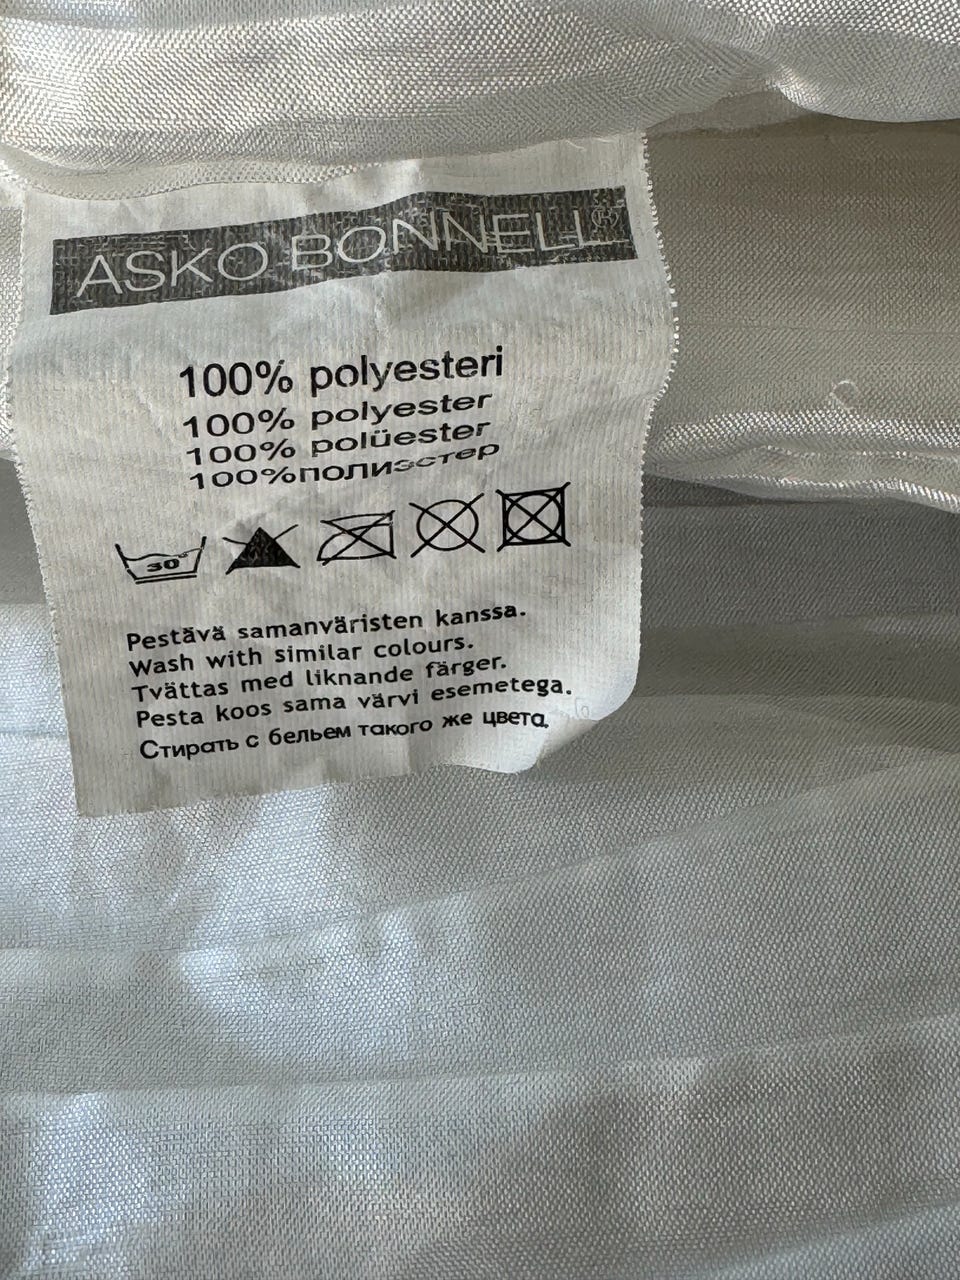 ASKO BONNELL®
100% polyesteri
100% polyester
100% polüester
100%полиэстер
30°
Pestävä samanväristen kanssa.
Wash with similar colours.
Tvättas med liknande färger.
Pesta koos sama värvi esemetega.
Стирать с бельем такого же цвета.